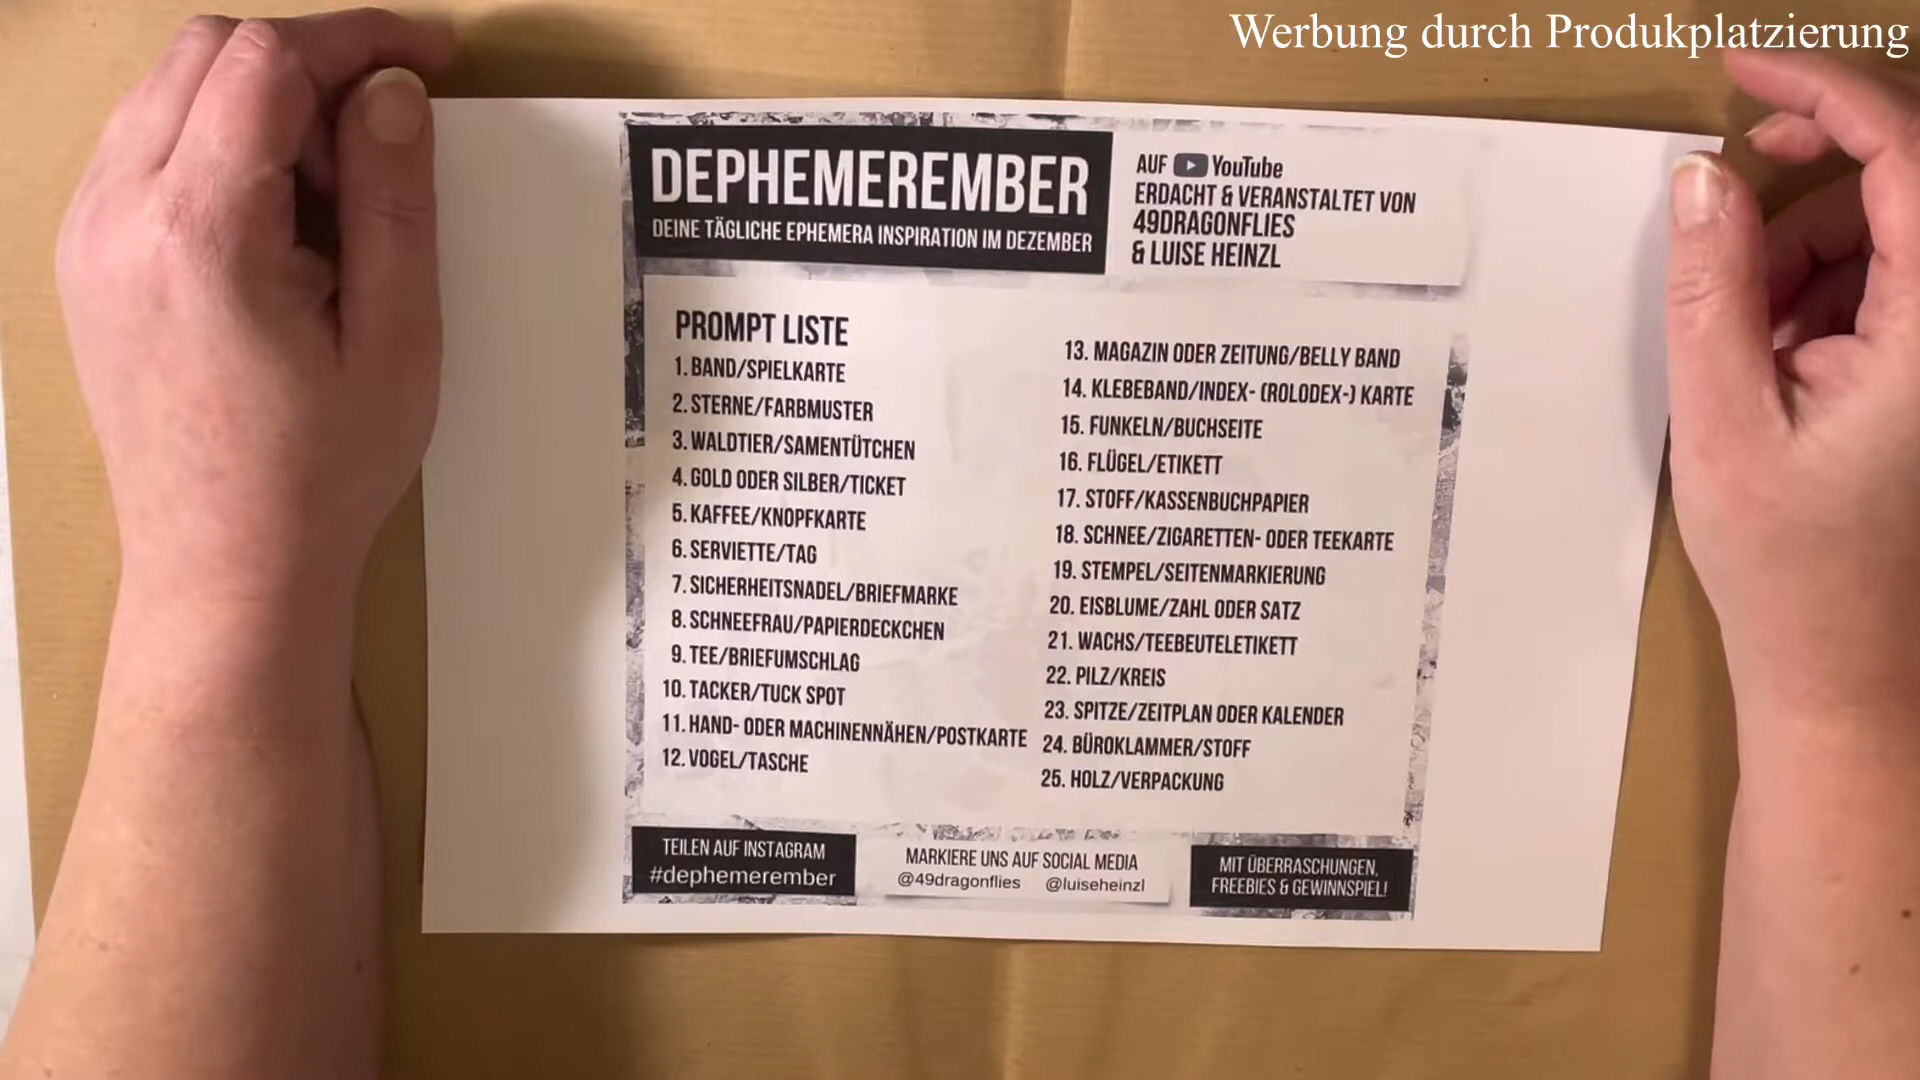 Werbung durch Produkplatzierung
DEPHEMEREMBER
DEINE TÄGLICHE EPHEMERA INSPIRATION IM DEZEMBER
AUF YouTube
ERDACHT & VERANSTALTET VON
49DRAGONFLIES
& LUISE HEINZL
PROMPT LISTE
1. BAND/SPIELKARTE
2. STERNE/FARBMUSTER
3. WALDTIER/SAMENTÜTCHEN
4. GOLD ODER SILBER/TICKET
5. KAFFEE/KNOPFKARTE
6. SERVIETTE/TAG
7. SICHERHEITSNADEL/BRIEFMARKE
8. SCHNEEFRAU/PAPIERDECKCHEN
9. TEE/BRIEFUMSCHLAG
10. TACKER/TUCK SPOT
11. HAND- ODER MACHINENNÄHEN/POSTKARTE
12. VOGEL/TASCHE
13. MAGAZIN ODER ZEITUNG/BELLY BAND
14. KLEBEBAND/INDEX- (ROLODEX-) KARTE
15. FUNKELN/BUCHSEITE
16. FLÜGEL/ETIKETT
17. STOFF/KASSENBUCHPAPIER
18. SCHNEE/ZIGARETTEN- ODER TEEKARTE
19. STEMPEL/SEITENMARKIERUNG
20. EISBLUME/ZAHL ODER SATZ
21. WACHS/TEEBEUTELETIKETT
22. PILZ/KREIS
23. SPITZE/ZEITPLAN ODER KALENDER
24. BÜROKLAMMER/STOFF
25. HOLZ/VERPACKUNG
TEILEN AUF INSTAGRAM
#dephemerember
MARKIERE UNS AUF SOCIAL MEDIA
@49dragonflies @luiseheinzl
MIT ÜBERRASCHUNGEN,
FREEBIES & GEWINNSPIEL!